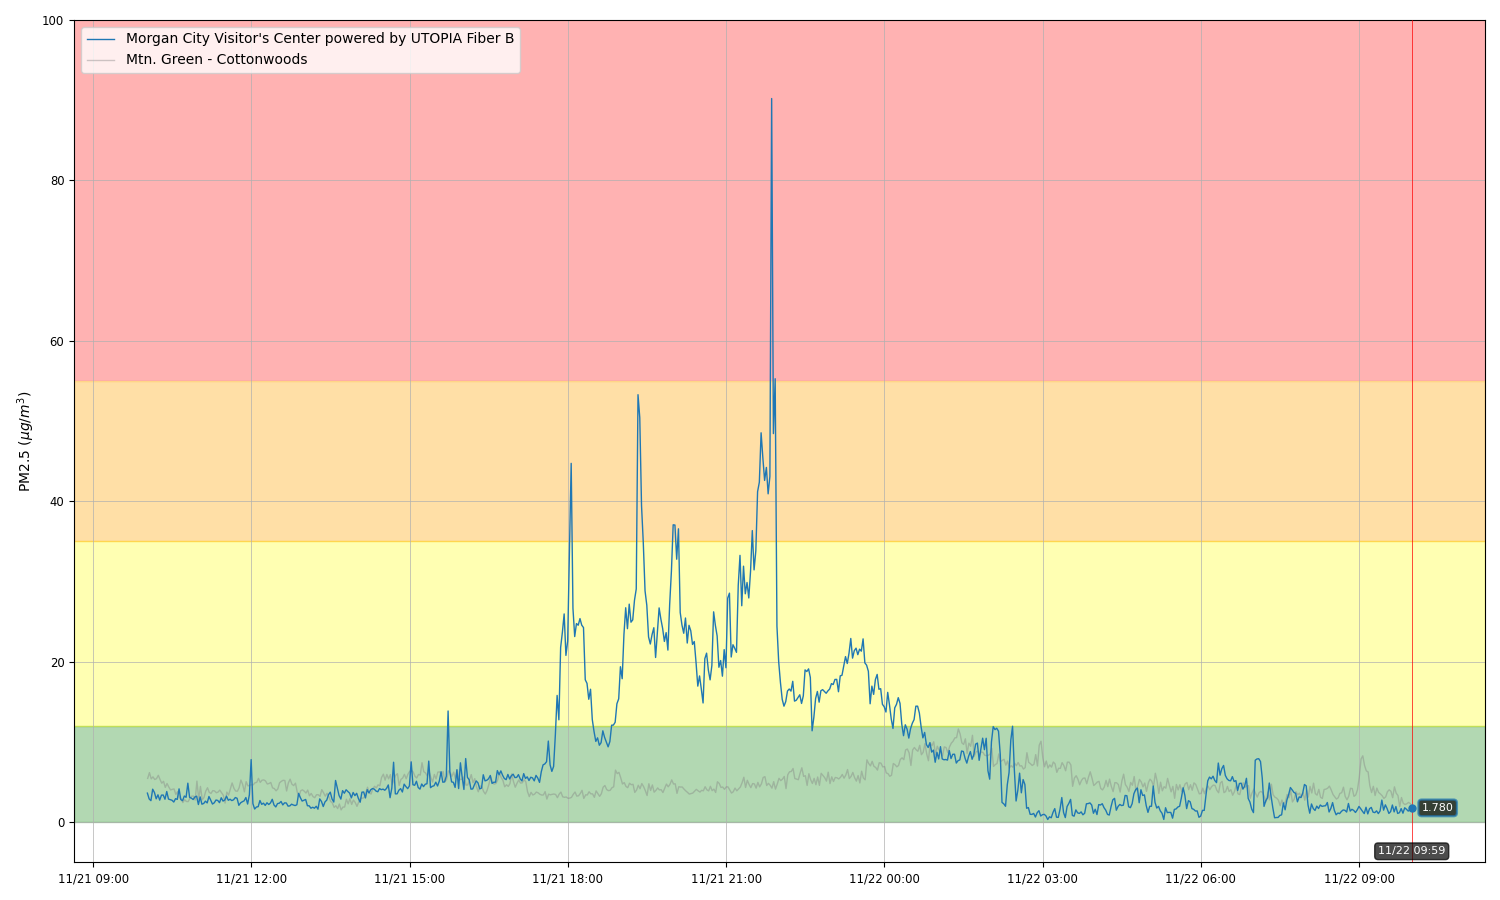 100
Morgan City Visitor's Center powered by UTOPIA Fiber B
Mtn. Green - Cottonwoods
80
60
PM2.5 (μg/m³)
40
20
0
1.780
11/22 09:59
11/21 09:00 11/21 12:00 11/21 15:00 11/21 18:00 11/21 21:00 11/22 00:00 11/22 03:00 11/22 06:00 11/22 09:00